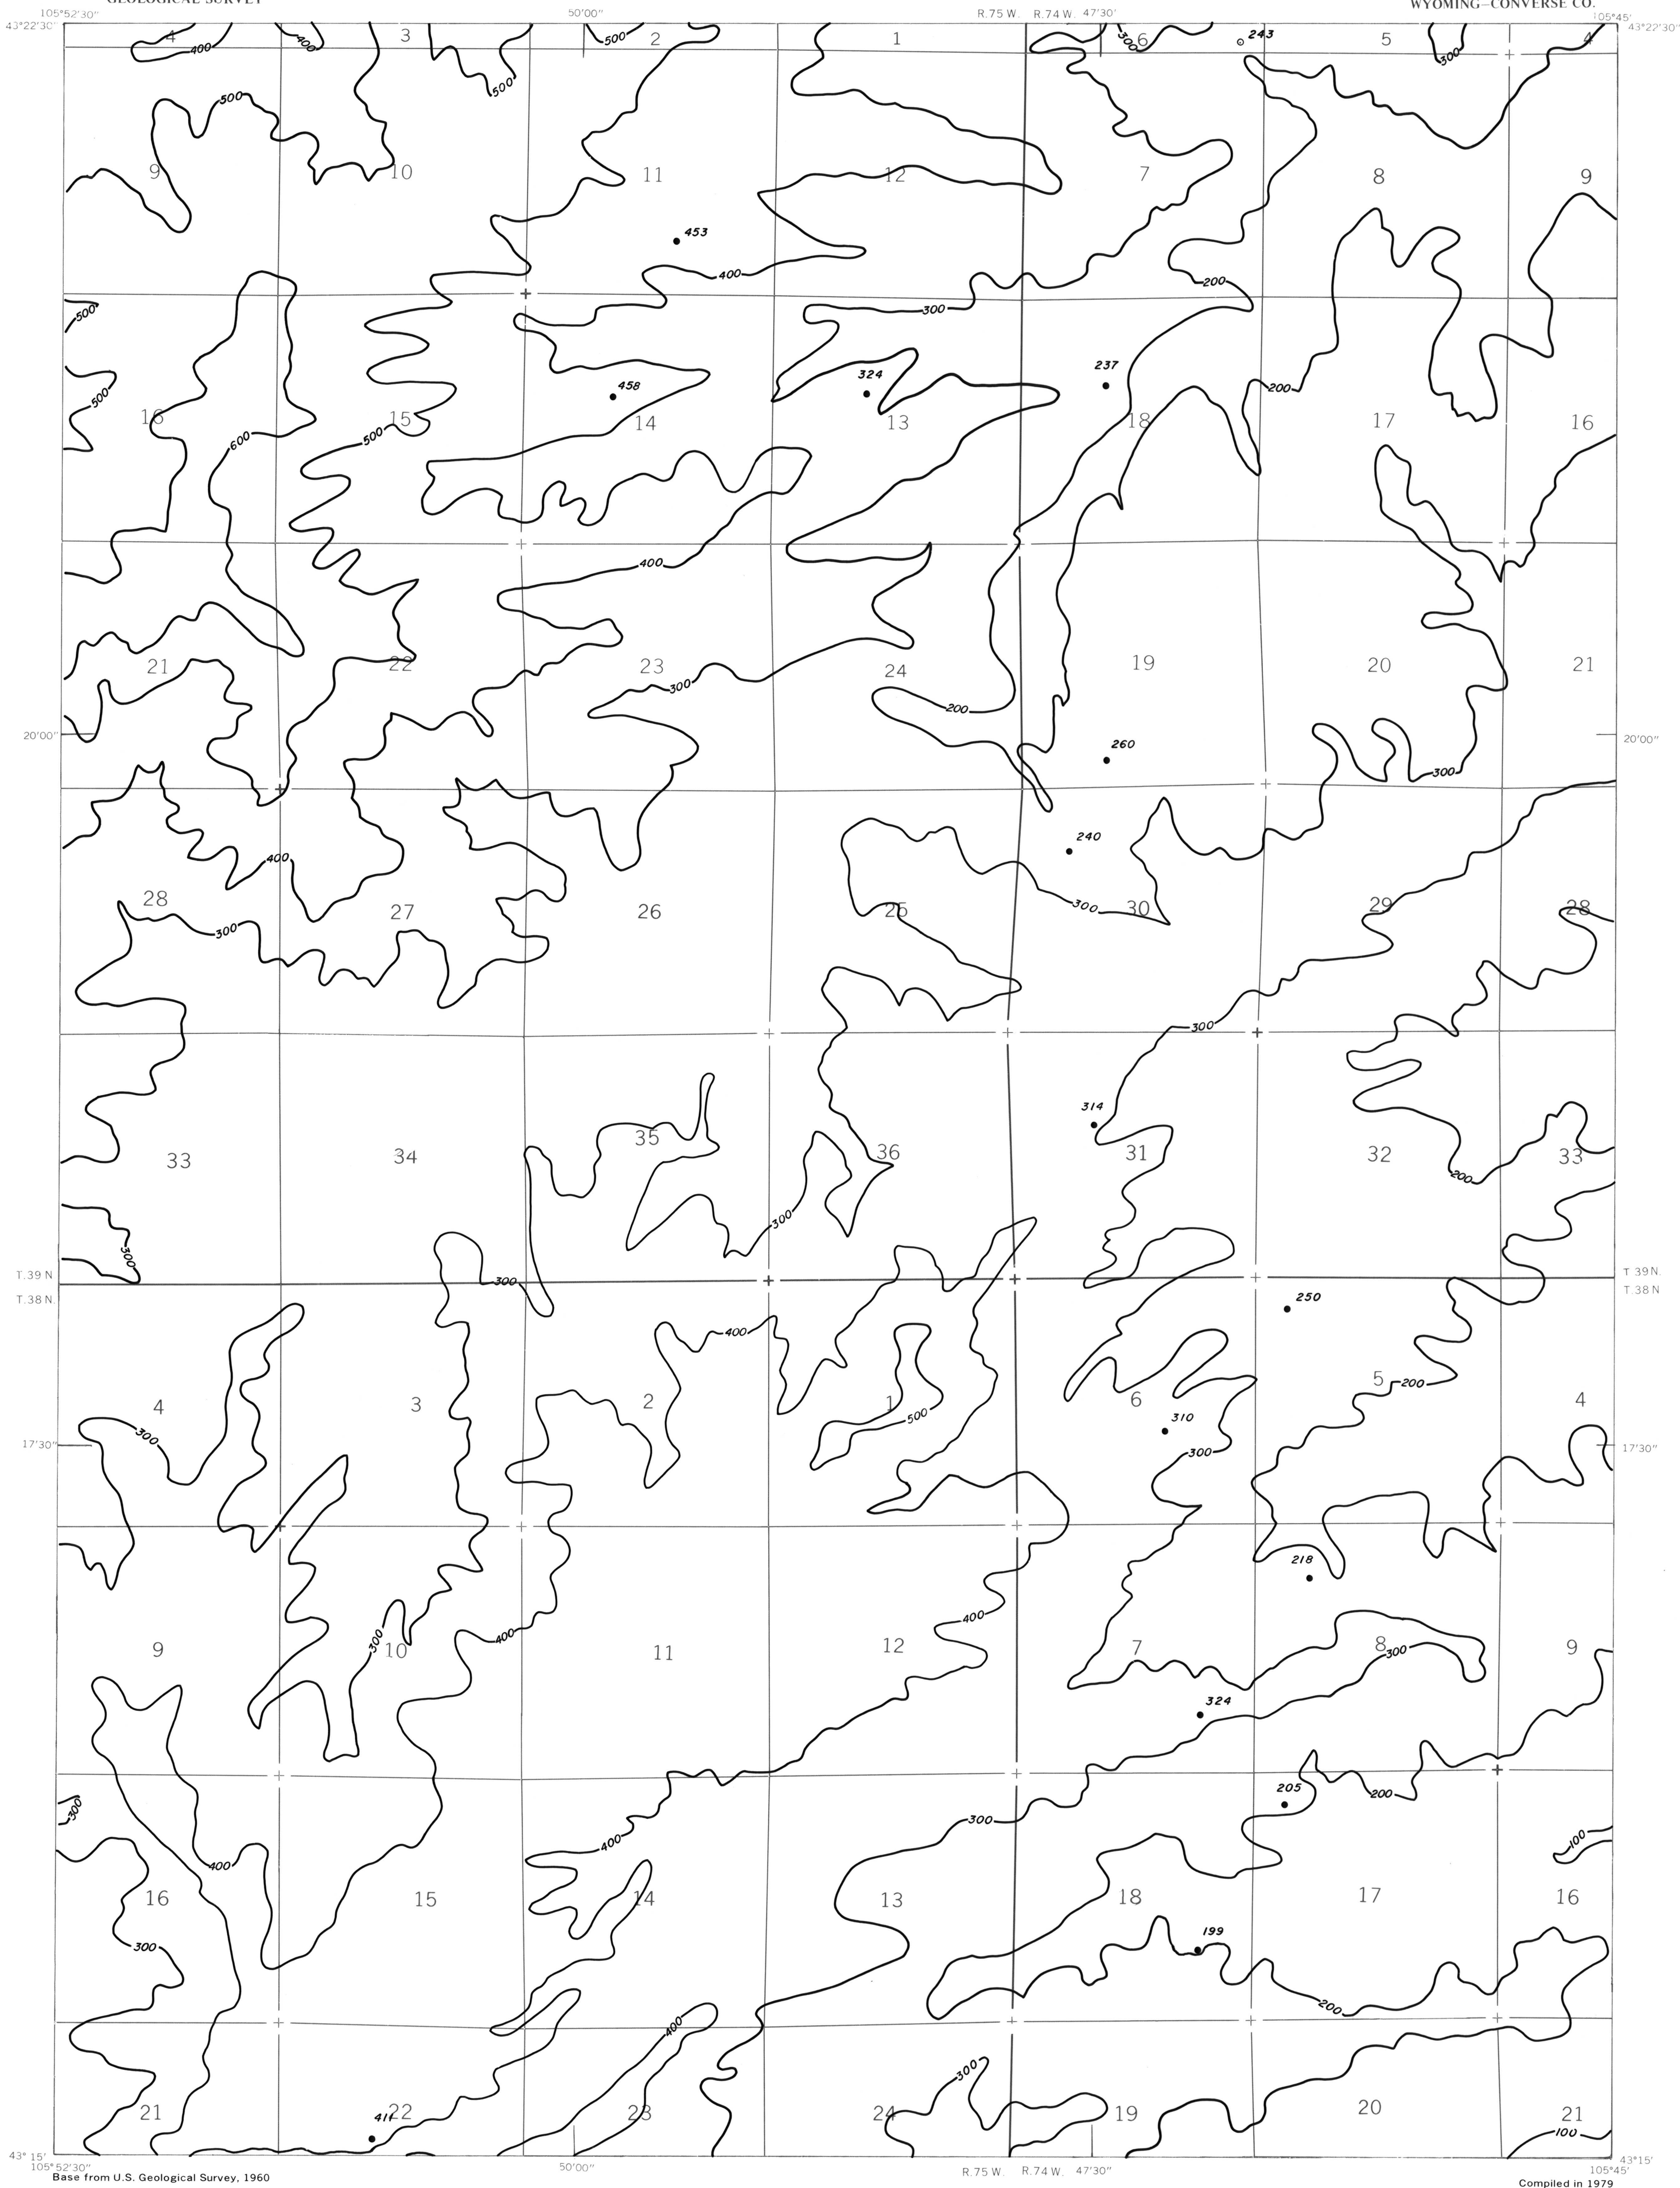 GEOLOGICAL SURVEY
WYOMING—CONVERSE CO.
105°52'30" 50'00" R.75 W. R.74 W. 47'30" 105°45'
43°22'30" 43°22'30"
4 3 2 1 6 5 4
400 400 500 500 300 243 300
500
9 10 11 12 7 8 9
453
400
500 300 200
237
324
458 200
500
16 15 14 13 18 17 16
600 500
400
21 22 23 24 19 20 21
300 200
20'00" 20'00"
260
300
240
400
28 27 26 25 30 29 28
300
300
300
314
33 34 35 36 31 32 33
200
300
300
T.39 N T 39 N.
300
T.38 N. T.38 N
250
400
4 3 2 1 6 5 4
200
500
310
300
17'30" 17'30"
300
218
400
400
300
9 10 11 12 7 8 9
300
324
205
200
300
300
100
400
400
16 15 14 13 18 17 16
199
300
200
400
300
21 22 23 24 19 20 21
100
43° 15' 43°15'
105°52'30" 50'00" R.75 W. R.74 W. 47'30" 105°45'
Base from U.S. Geological Survey, 1960
Compiled in 1979